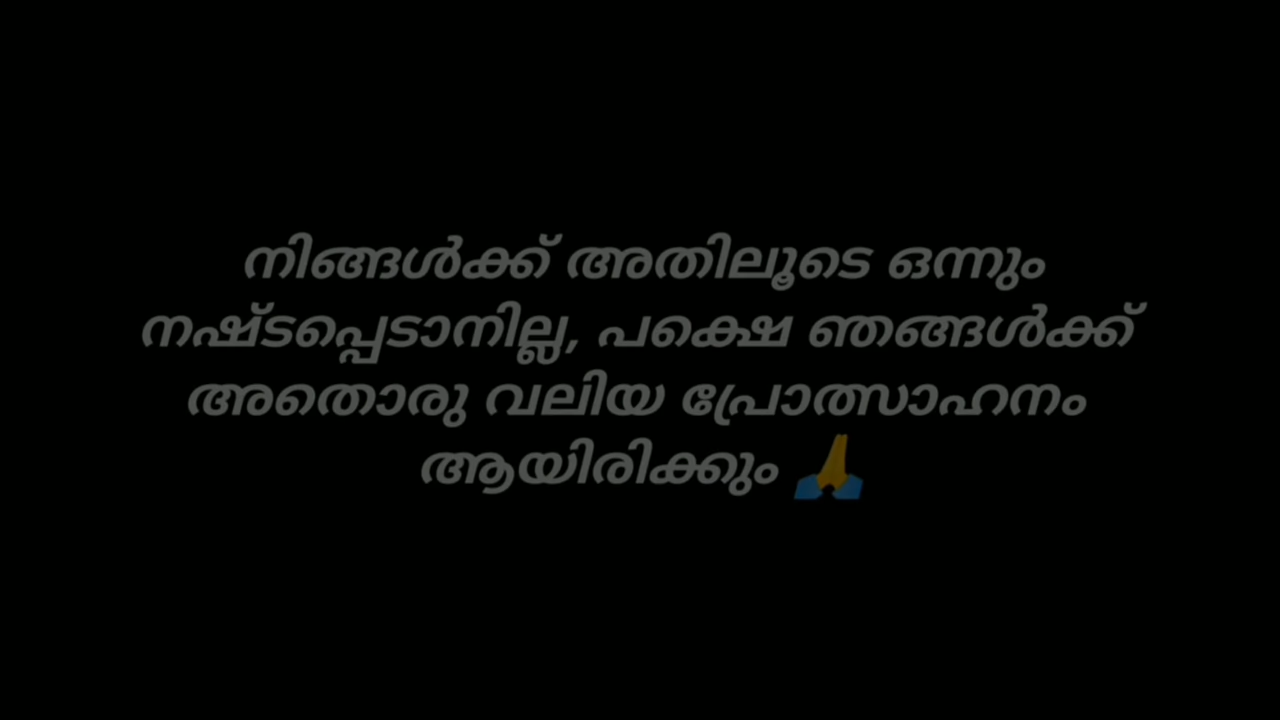 നിങ്ങൾക്ക് അതിലൂടെ ഒന്നും
നഷ്ടപ്പെടാനില്ല, പക്ഷെ ഞങ്ങൾക്ക്
അതൊരു വലിയ പ്രോത്സാഹനം
ആയിരിക്കും 🙏